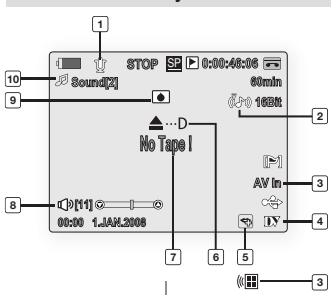 1
STOP SP 0:00:46:06
10 Sound[2] 60min
9 16Bit 2
...D
No Tape !
AV In 3
8 [11] DV 4
00:00 1.JAN.2008
7 6 5 3